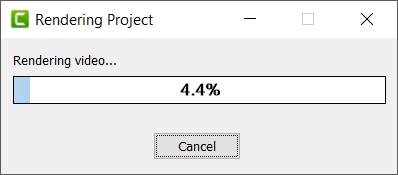 Rendering Project
Rendering video...
4.4%
Cancel